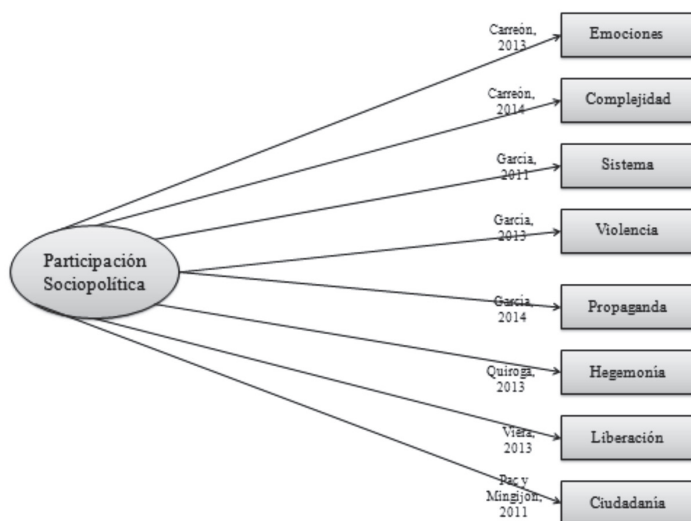 Carreón,
2013
Emociones
Carreón,
2014
Complejidad
García,
2011
Sistema
García,
2013
Violencia
Participación
Sociopolítica
García,
2014
Propaganda
Quiroga,
2013
Hegemonía
Viera,
2013
Liberación
Pac y
Mingijón,
2011
Ciudadanía